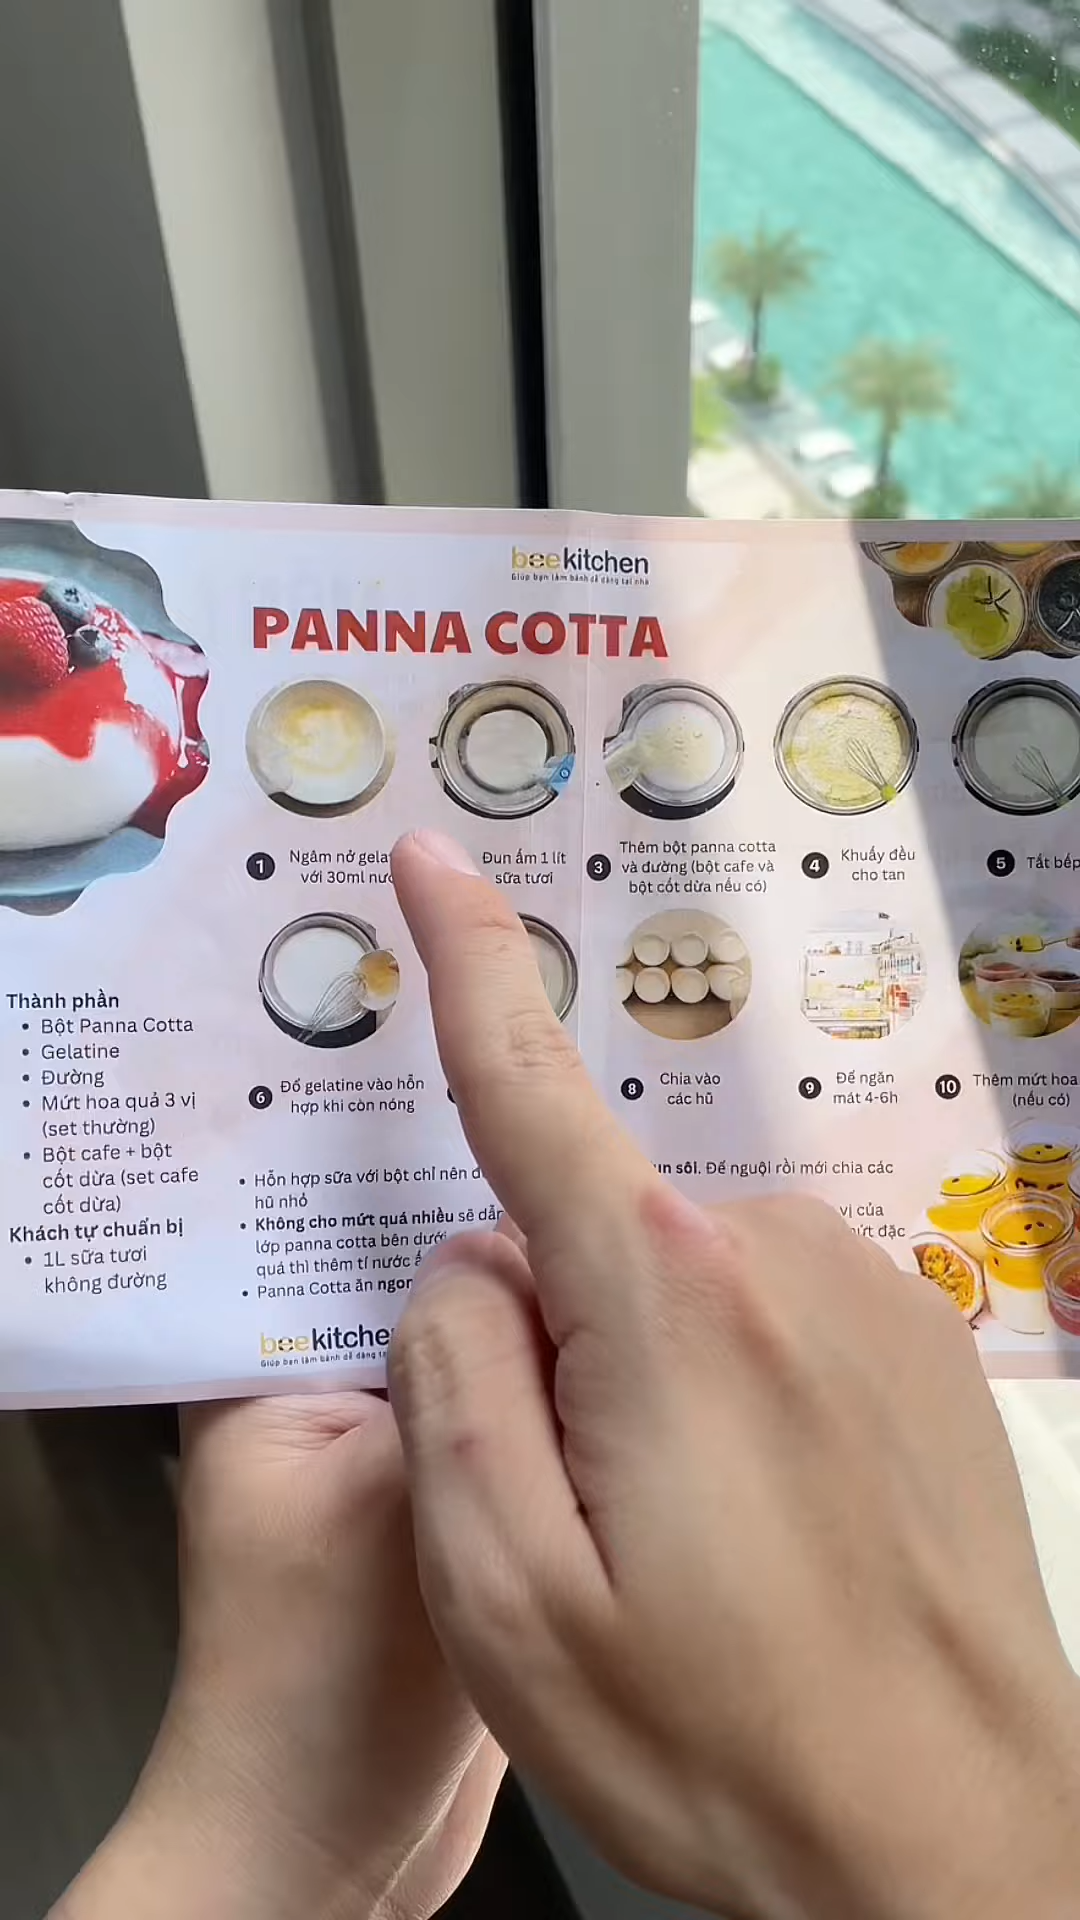 beekitchen
Giúp bạn làm bánh dễ dàng tại nhà
PANNA COTTA
1 Ngâm nở
với 30ml
Đun ấm 1 lít
sữa tươi
3 Thêm bột panna cotta
và đường (bột cafe và
bột cốt dừa nếu có)
4 Khuấy đều
cho tan
5 Tắt bếp
6 Đổ gelatine vào hỗn
hợp khi còn nóng
8 Chia vào
các hũ
9 Để ngăn
mát 4-6h
10 Thêm mứt hoa
(nếu có)
Thành phần
• Bột Panna Cotta
• Gelatine
• Đường
• Mứt hoa quả 3 vị
(set thường)
• Bột cafe + bột
cốt dừa (set cafe
cốt dừa)
Khách tự chuẩn bị
• 1L sữa tươi
không đường
• Hỗn hợp sữa với bột chỉ nên sôi. Để nguội rồi mới chia các
hũ nhỏ
• Không cho mứt quá nhiều sẽ vị của
lớp panna cotta bên dưới đặc
quá thì thêm tí nước
• Panna Cotta ăn
beekitchen
Giúp bạn làm bánh dễ dàng